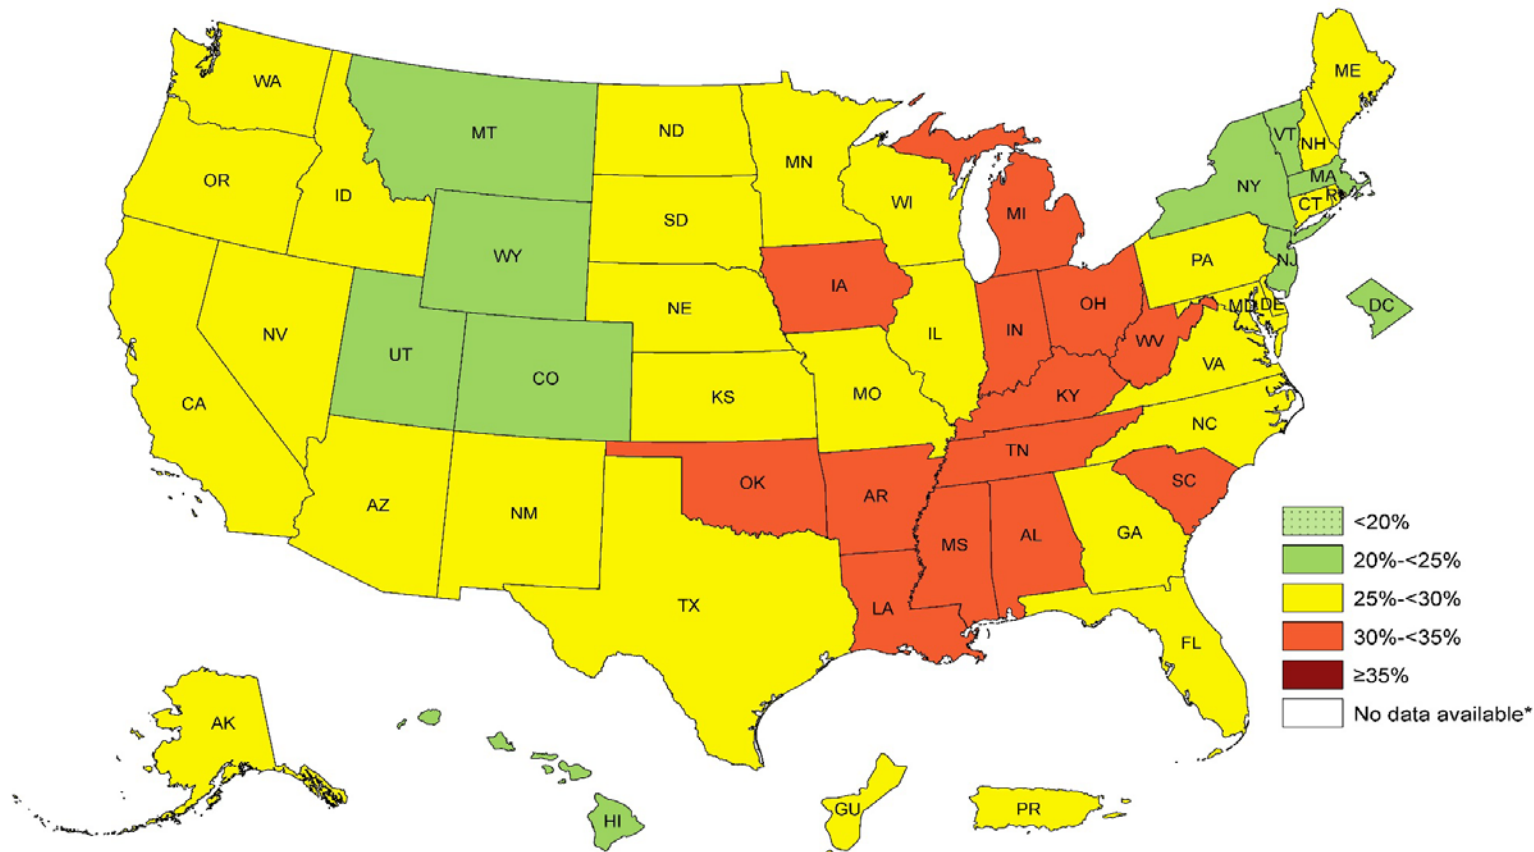 ME
WA
MT
ND
VT
NH
MN
OR
ID
MA
NY
R
WI
CT
SD
MI
WY
PA
NJ
IA
NE
OH
MD
DE
DC
NV
IN
IL
WV
UT
VA
CO
MO
KS
KY
CA
NC
TN
OK
SC
AR
AZ
NM
<20%
GA
AL
MS
20%-<25%
25%-<30%
TX
LA
30%-<35%
FL
≥35%
No data available*
AK
GU
PR
HI